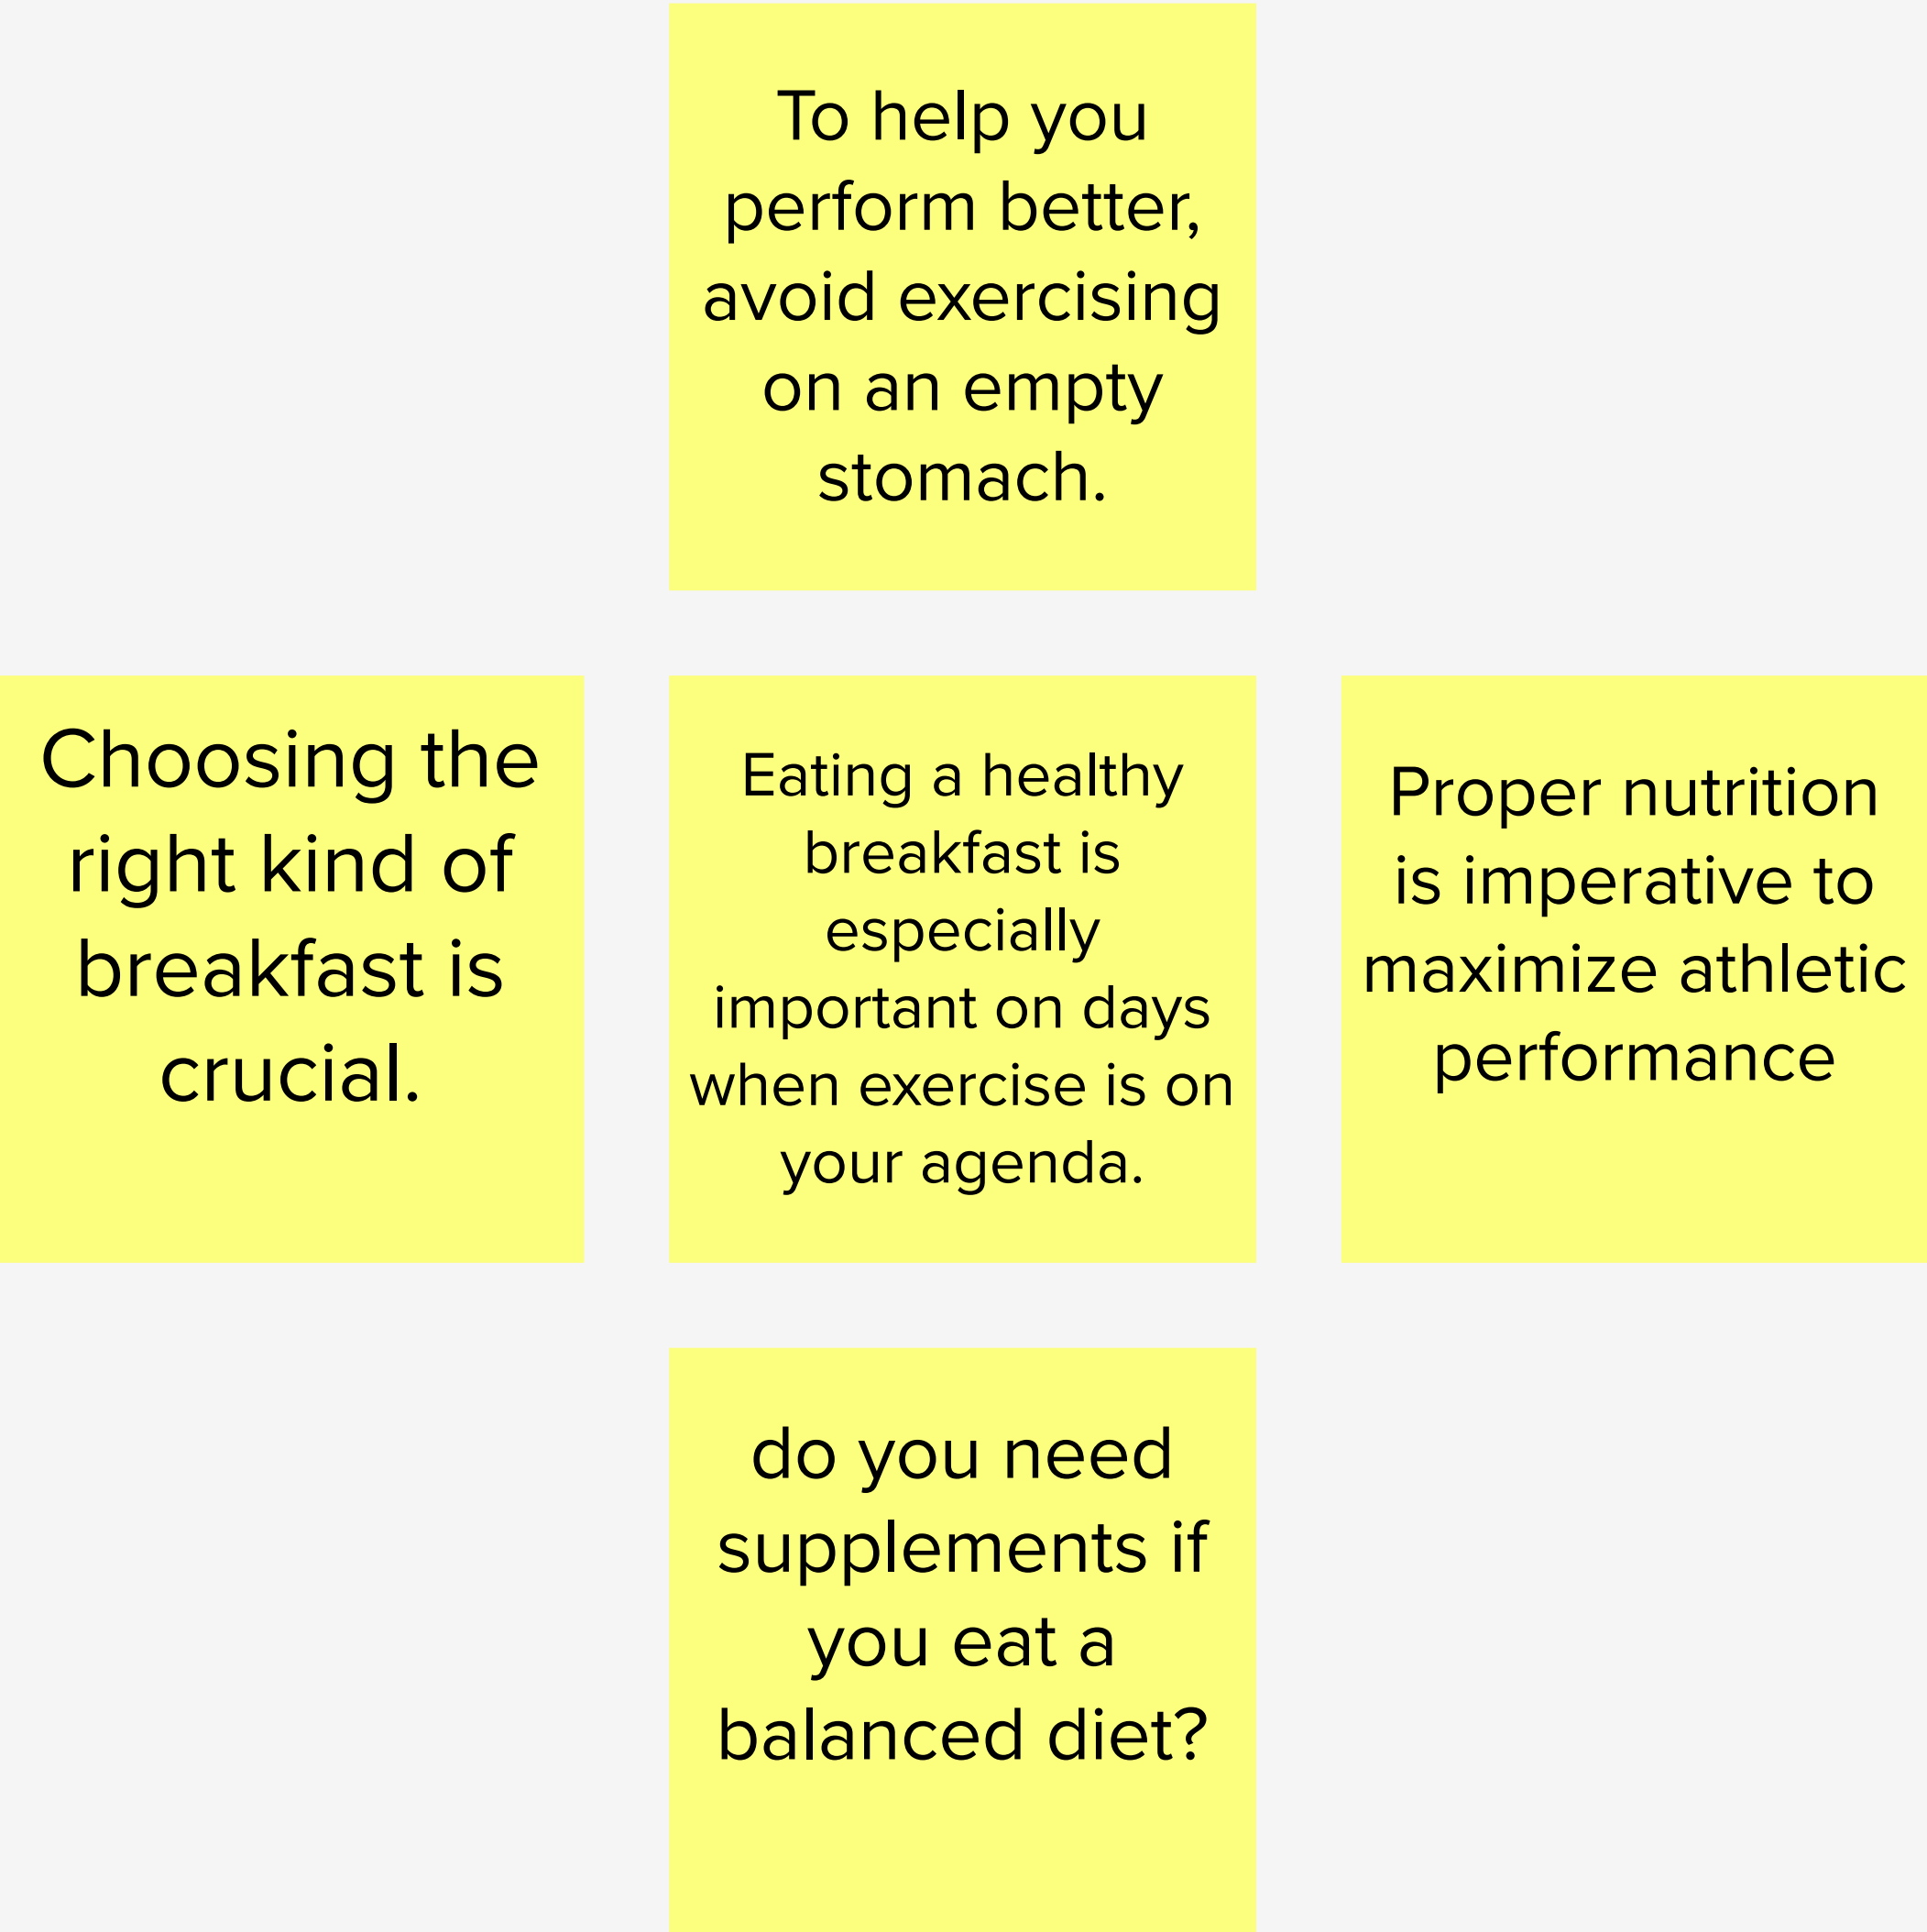 To help you
perform better,
avoid exercising
on an empty
stomach.
Choosing the
right kind of
breakfast is
crucial.
Eating a healthy
breakfast is
especially
important on days
when exercise is on
your agenda.
Proper nutrition
is imperative to
maximize athletic
performance
do you need
supplements if
you eat a
balanced diet?